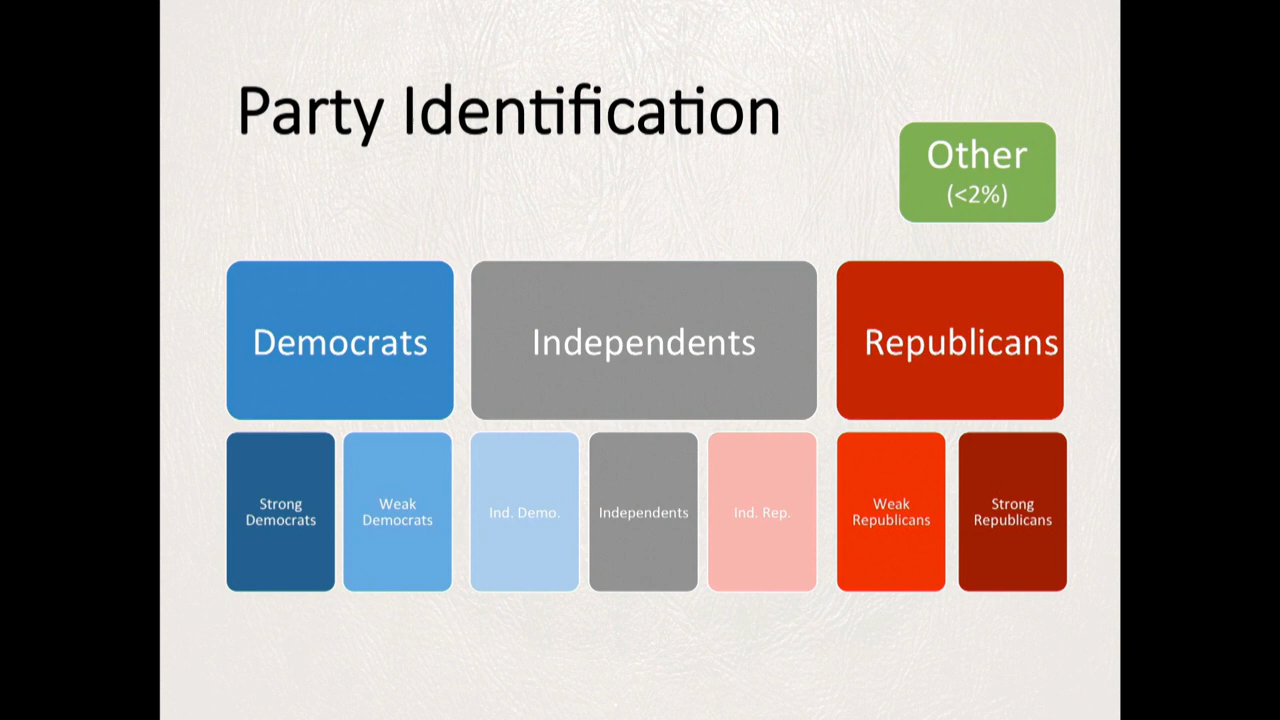 Party Identification
Other
(<2%)
Democrats
Independents
Republicans
Strong
Democrats
Weak
Democrats
Ind. Demo.
Independents
Ind. Rep.
Weak
Republicans
Strong
Republicans